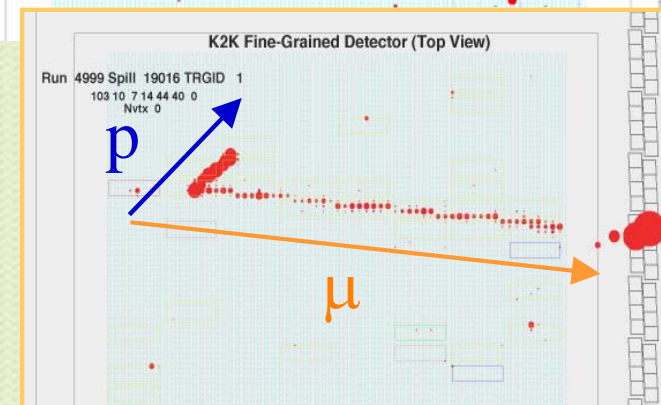 K2K Fine-Grained Detector (Top View)
Run 4999 Spill 19016 TRGID 1
103 10 7 14 44 40 0
Nvtx 0
p
μ